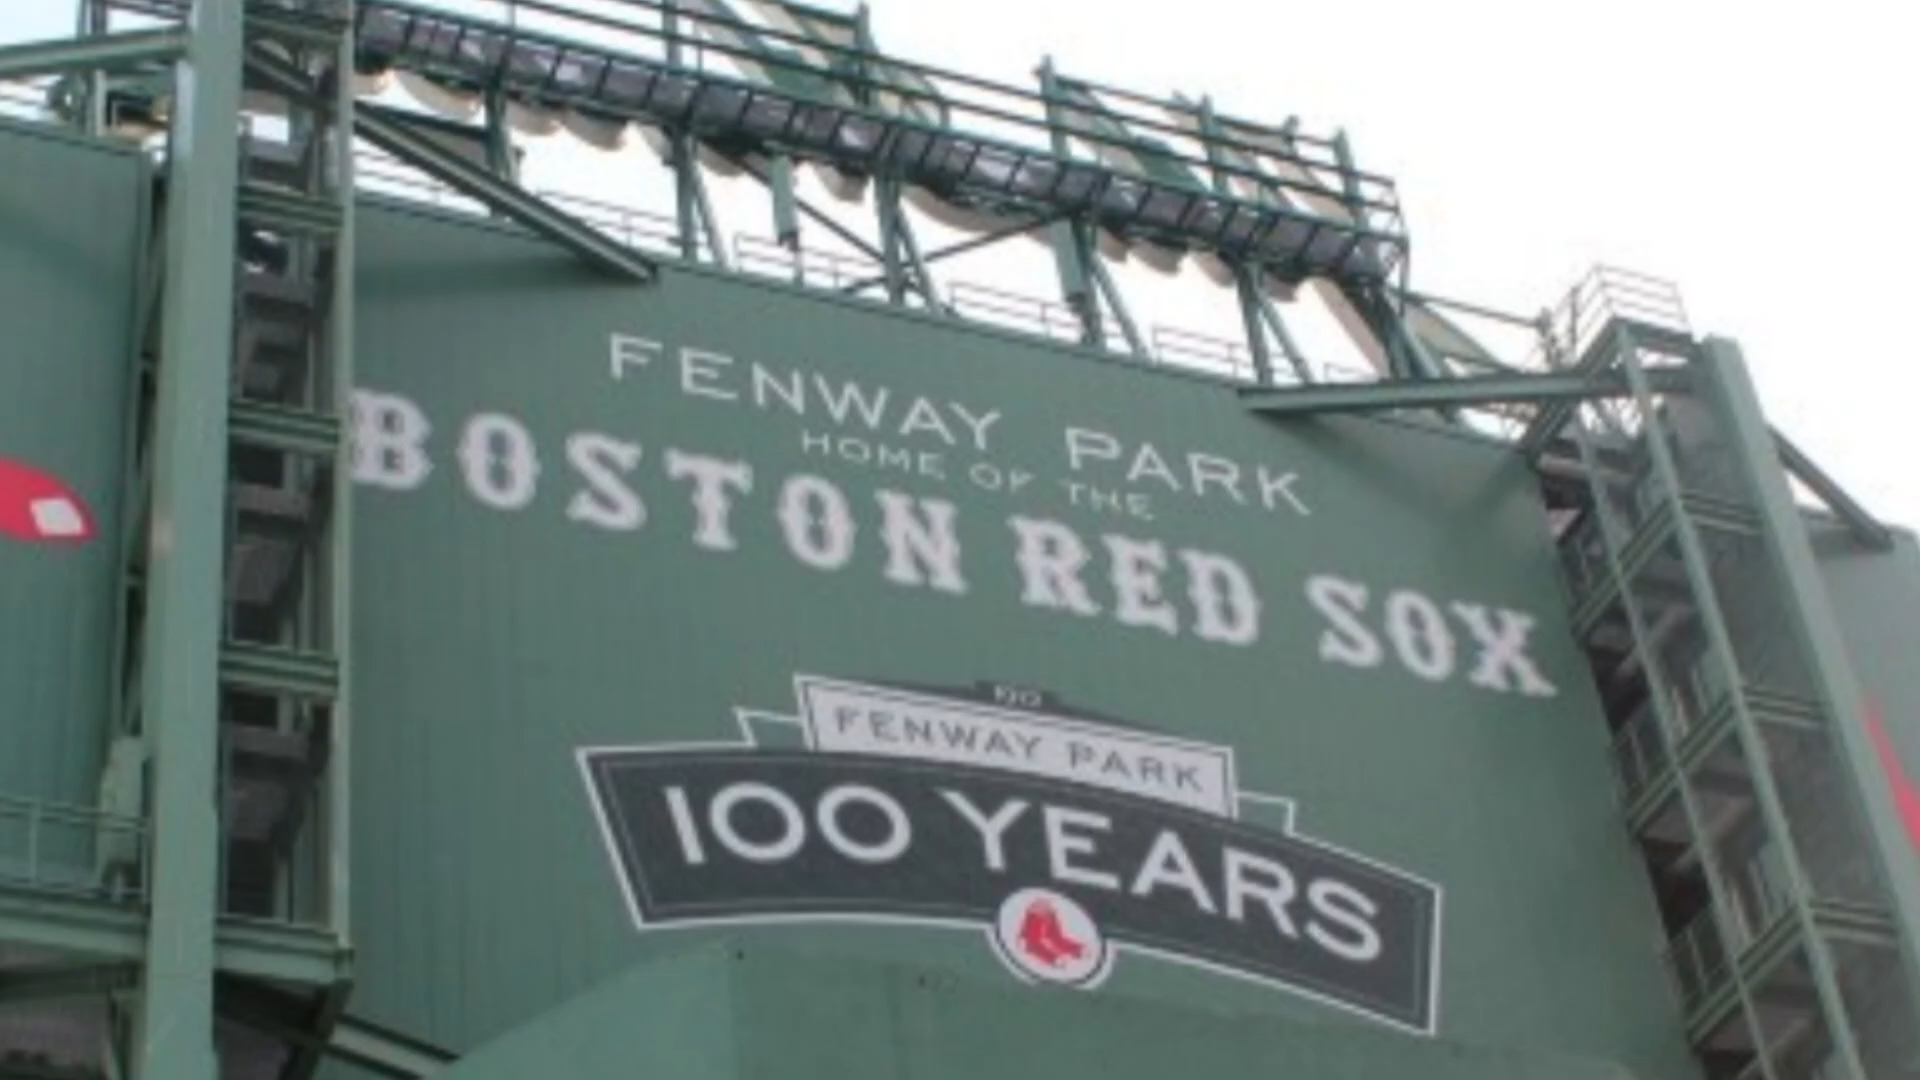 FENWAY PARK
HOME OF THE
BOSTON RED SOX
FENWAY PARK
100 YEARS